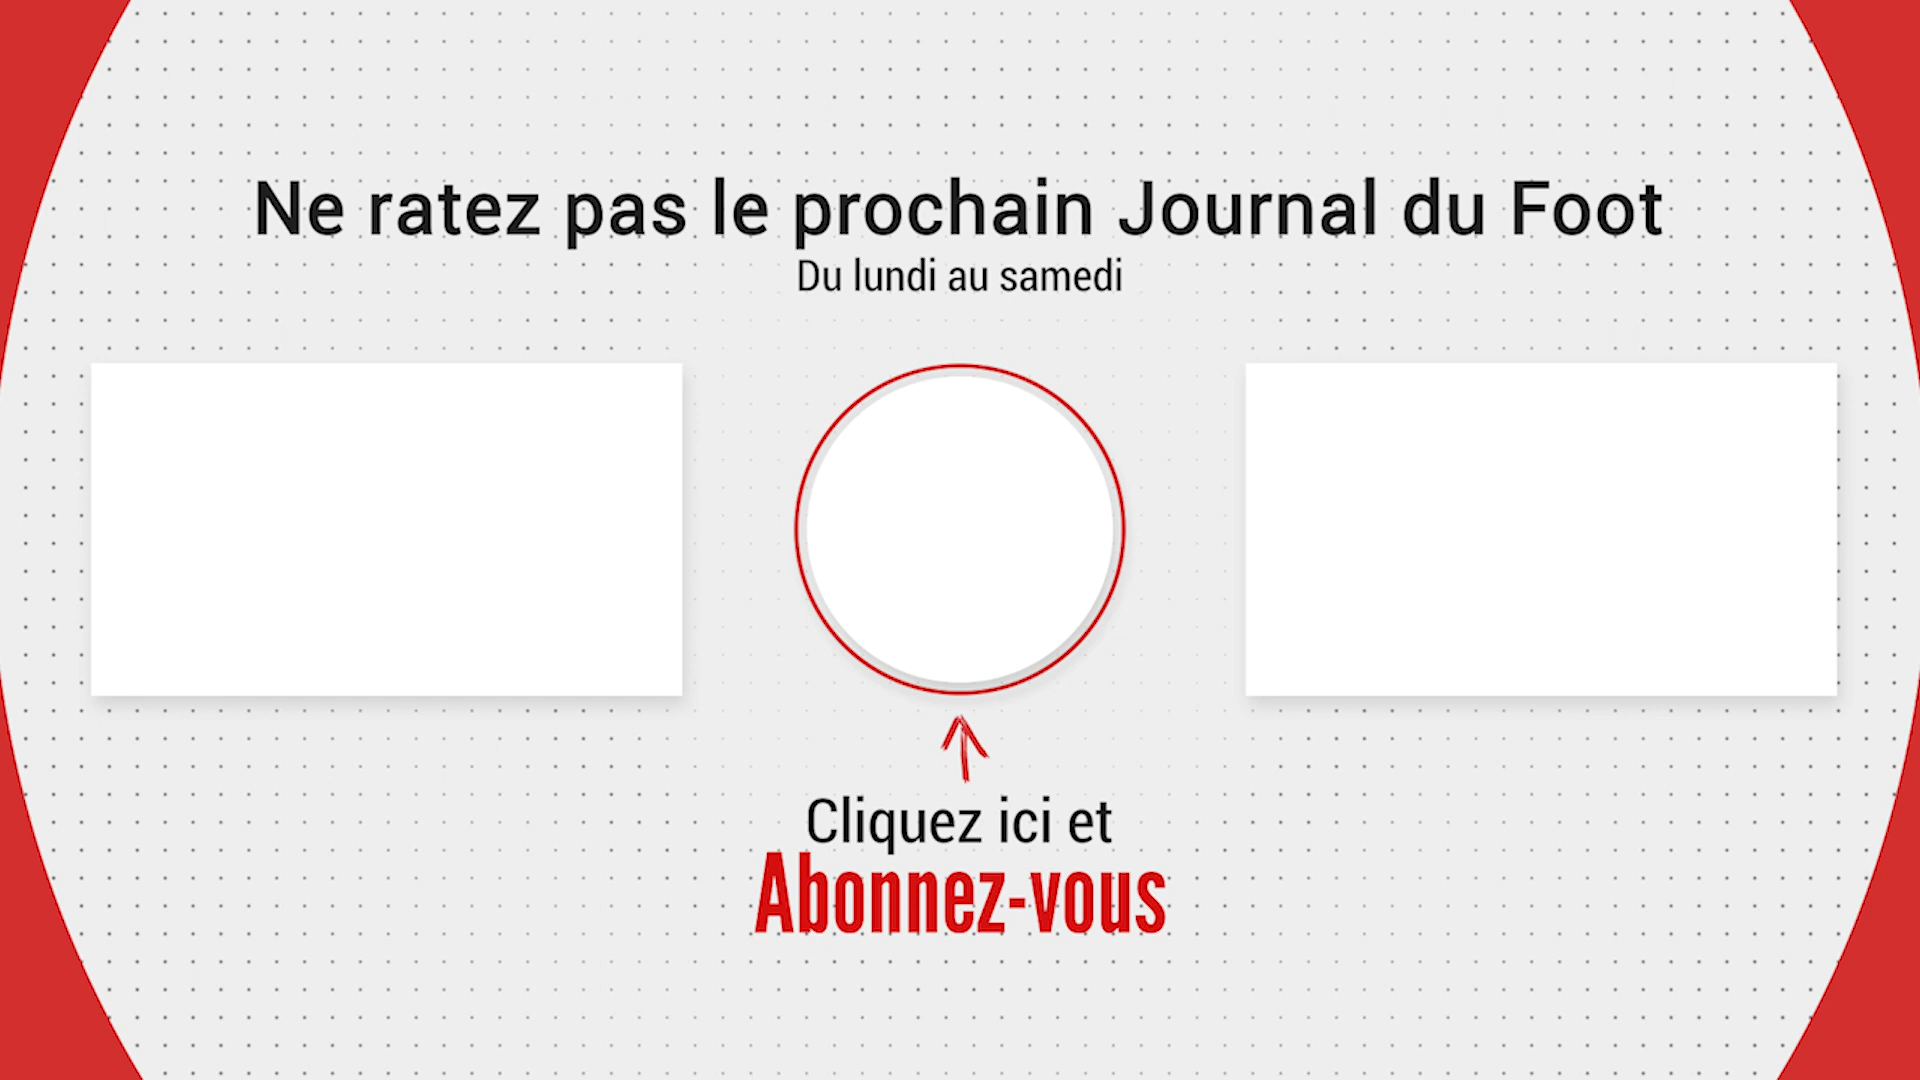 Ne ratez pas le prochain Journal du Foot
Du lundi au samedi
Cliquez ici et
Abonnez-vous